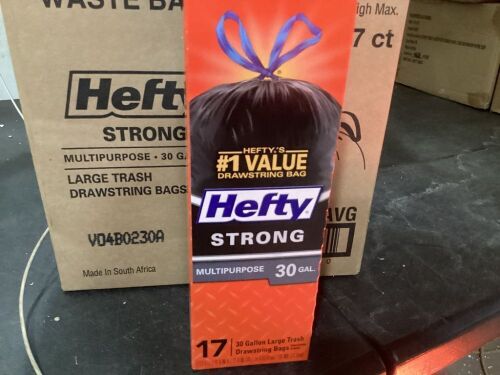 WASTE BA
igh Max.
7 ct
Hefty
STRONG
MULTIPURPOSE • 30 GA
LARGE TRASH
DRAWSTRING BAGS
VD4B0230A
Made in South Africa
AVG
HEFTY'S
#1 VALUE
DRAWSTRING BAG
Hefty
STRONG
MULTIPURPOSE 30 GAL.
17 30 Gallon Large Trash
Drawstring Bags